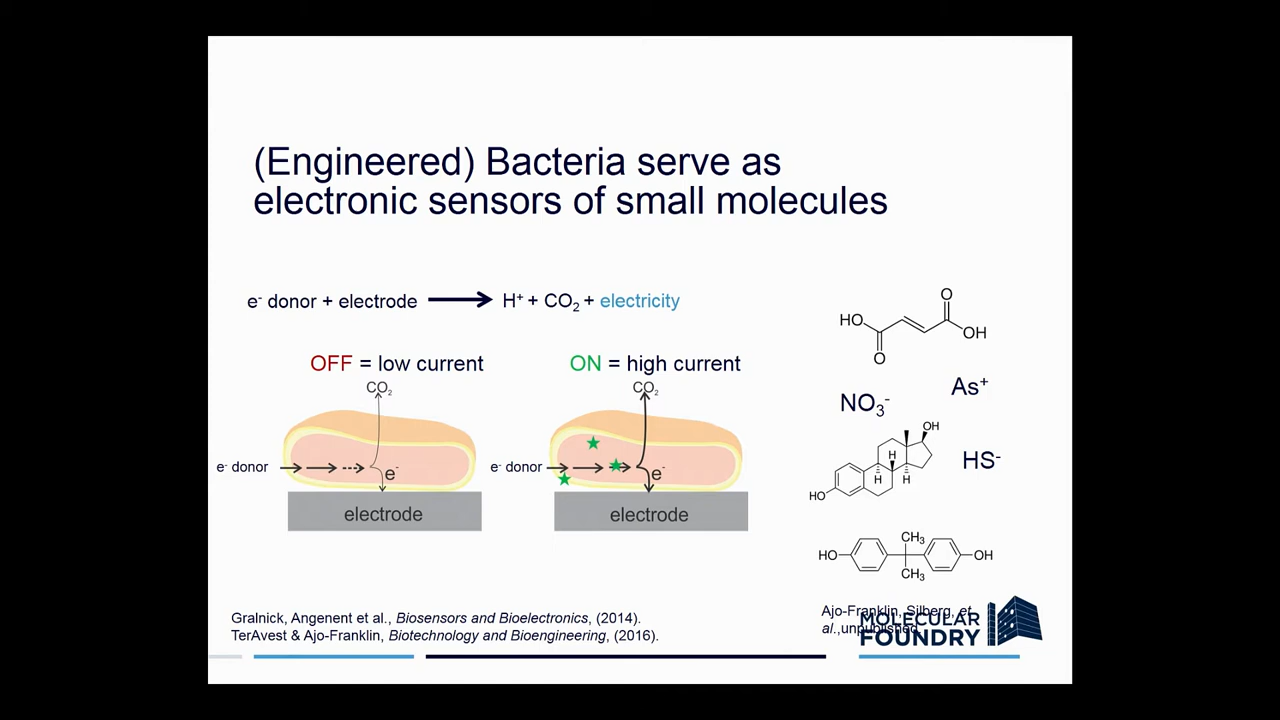 (Engineered) Bacteria serve as
electronic sensors of small molecules
e- donor + electrode → H+ + CO2 + electricity
OFF = low current
CO2
e- donor
e-
electrode
ON = high current
CO2
e- donor
e-
electrode
HO
O
O
OH
NO3-
As+
OH
H
H
H
HO
HS-
HO
CH3
CH3
OH
Gralnick, Angenent et al., Biosensors and Bioelectronics, (2014).
TerAvest & Ajo-Franklin, Biotechnology and Bioengineering, (2016).
Ajo-Franklin, Silberg, et
al.,unpublished
MOLECULAR
FOUNDRY